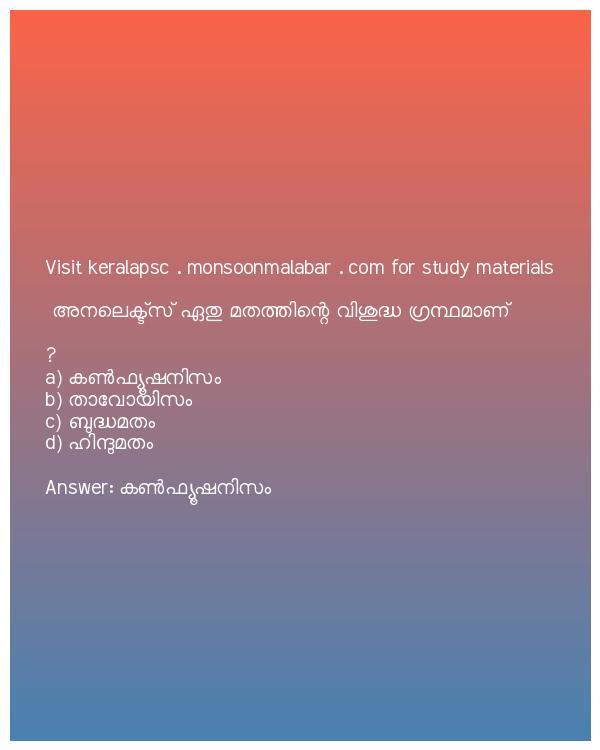 Visit keralapsc . monsoonmalabar . com for study materials
അനലെക്ട്സ് ഏതു മതത്തിന്റെ വിശുദ്ധ ഗ്രന്ഥമാണ്
?
a) കൺഫ്യൂഷനിസം
b) താവോയിസം
c) ബുദ്ധമതം
d) ഹിന്ദുമതം
Answer: കൺഫ്യൂഷനിസം